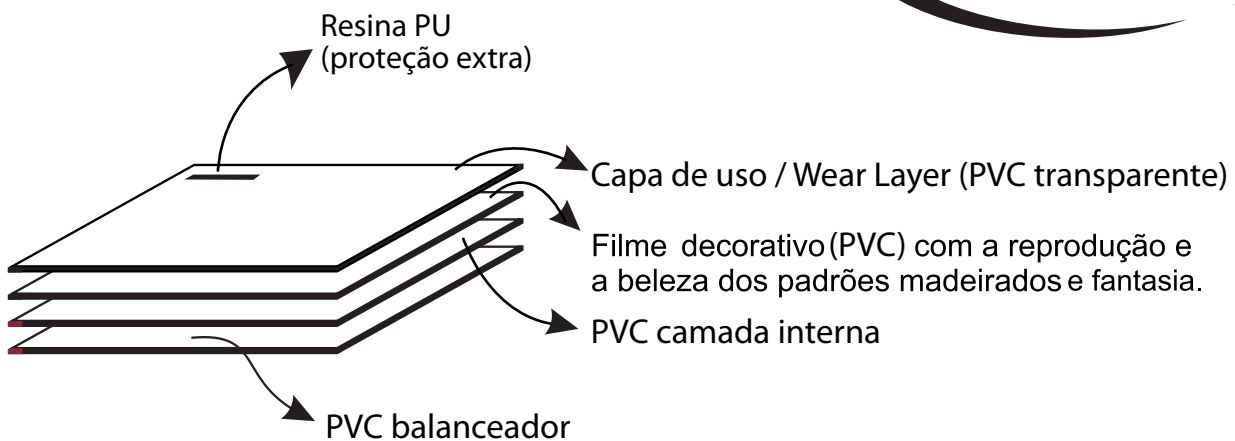 Resina PU
(proteção extra)
Capa de uso / Wear Layer (PVC transparente)
Filme decorativo (PVC) com a reprodução e
a beleza dos padrões madeirados e fantasia.
PVC camada interna
PVC balanceador